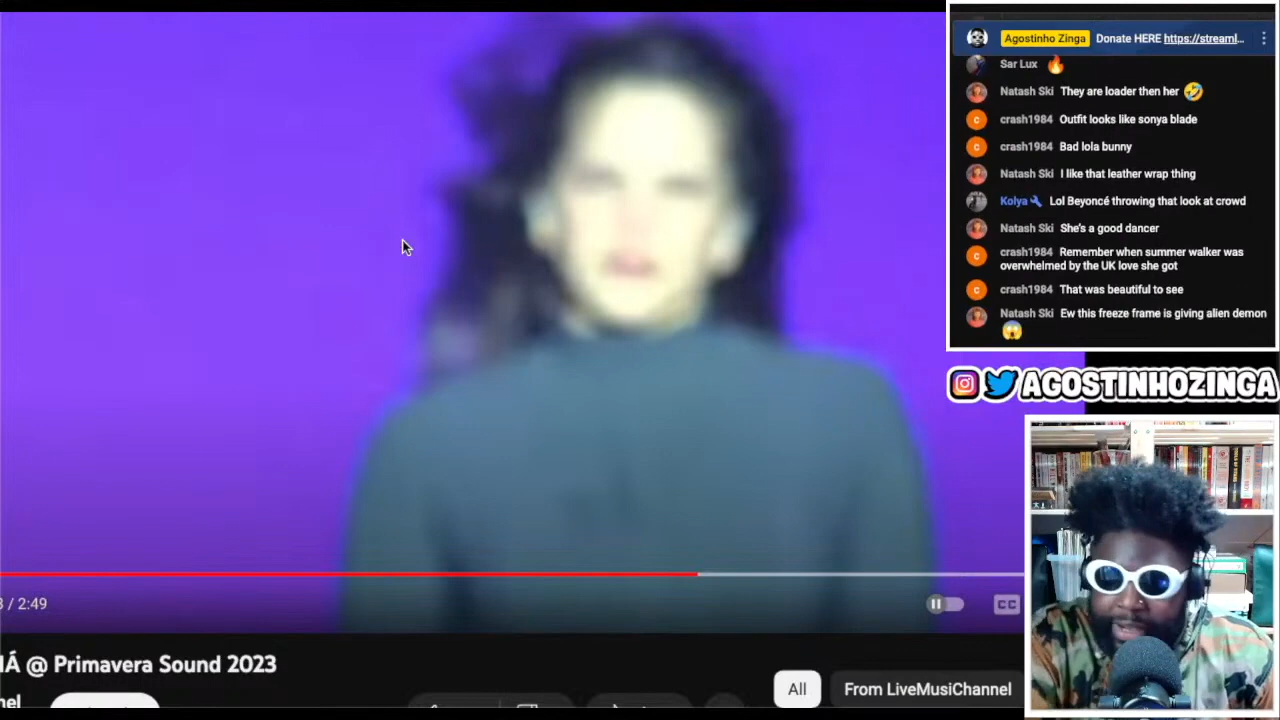 Agostinho Zinga Donate HERE https://streaml...
Sar Lux
Natash Ski They are loader then her
crash1984 Outfit looks like sonya blade
crash1984 Bad lola bunny
Natash Ski I like that leather wrap thing
Kolya Lol Beyoncé throwing that look at crowd
Natash Ski She's a good dancer
crash1984 Remember when summer walker was
overwhelmed by the UK love she got
crash1984 That was beautiful to see
Natash Ski Ew this freeze frame is giving alien demon
AGOSTINHOZINGA
/ 2:49
CC
ÍÁ @ Primavera Sound 2023
nel
All
From LiveMusiChannel